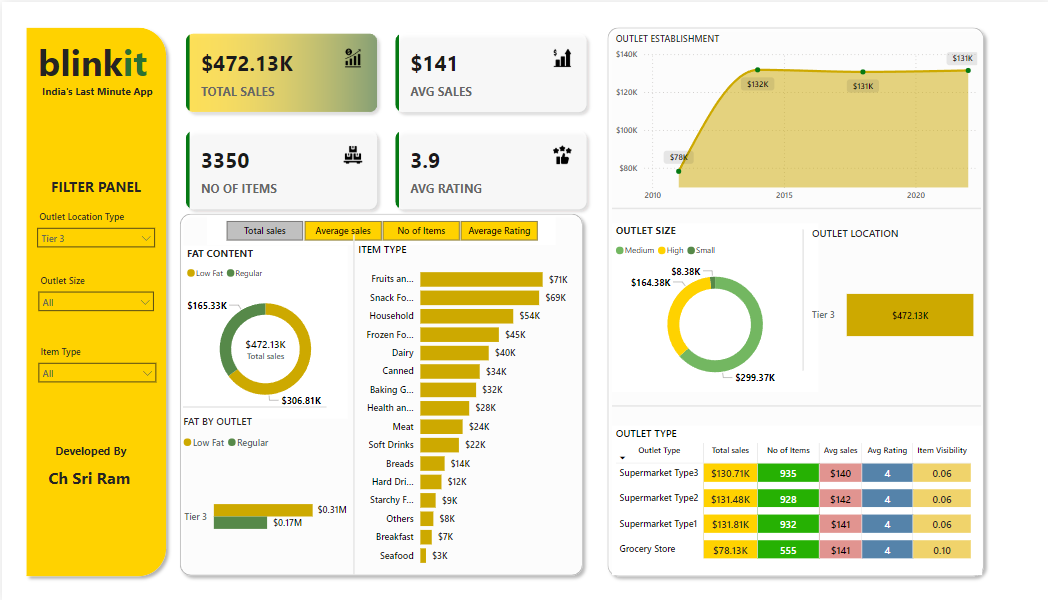 blinkit
India's Last Minute App
FILTER PANEL
Outlet Location Type
Tier 3
Outlet Size
All
Item Type
All
Developed By
Ch Sri Ram
$472.13K
TOTAL SALES
$141
AVG SALES
3350
NO OF ITEMS
3.9
AVG RATING
Total sales Average sales No of Items Average Rating
FAT CONTENT
Low Fat Regular
$165.33K
$472.13K
Total sales
$306.81K
FAT BY OUTLET
Low Fat Regular
Tier 3
$0.31M
$0.17M
ITEM TYPE
Fruits an... $71K
Snack Fo... $69K
Household $54K
Frozen Fo... $45K
Dairy $40K
Canned $34K
Baking G... $32K
Health an... $28K
Meat $24K
Soft Drinks $22K
Breads $14K
Hard Dri... $12K
Starchy F... $9K
Others $8K
Breakfast $7K
Seafood $3K
OUTLET ESTABLISHMENT
$140K
$120K
$100K
$80K
$78K
$132K
$131K
$131K
2010 2015 2020
OUTLET SIZE
Medium High Small
$8.38K
$164.38K
$299.37K
OUTLET LOCATION
Tier 3 $472.13K
OUTLET TYPE
Outlet Type Total sales No of Items Avg sales Avg Rating Item Visibility
Supermarket Type3 $130.71K 935 $140 4 0.06
Supermarket Type2 $131.48K 928 $142 4 0.06
Supermarket Type1 $131.81K 932 $141 4 0.06
Grocery Store $78.13K 555 $141 4 0.10